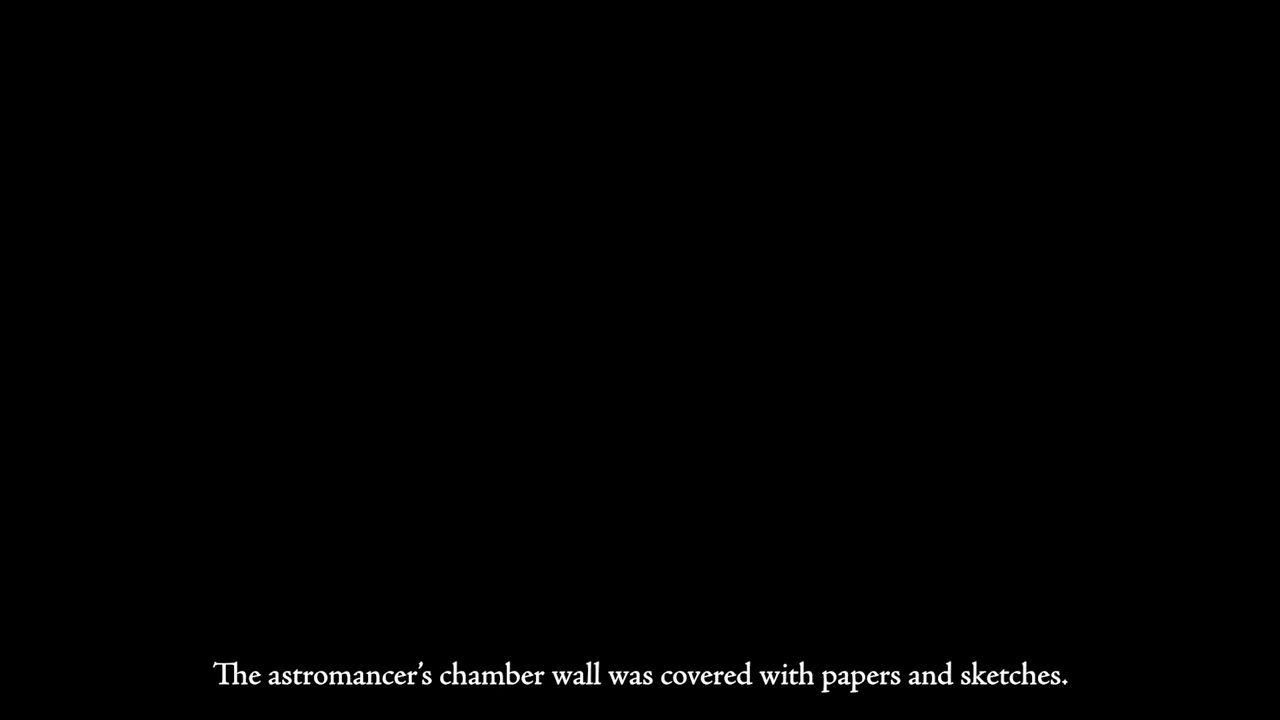 The astromancer’s chamber wall was covered with papers and sketches.